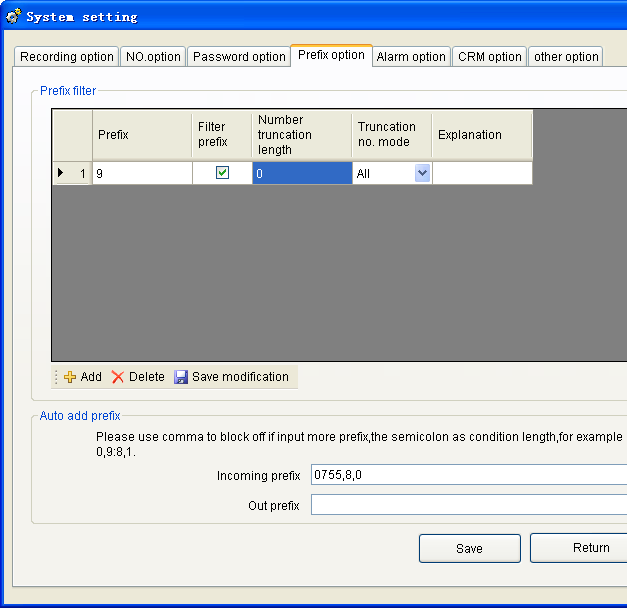 System setting
Recording option NO.option Password option Prefix option Alarm option CRM option other option
Prefix filter
Prefix Filter prefix Number truncation length Truncation no. mode Explanation
1 9 0 All
Add Delete Save modification
Auto add prefix
Please use comma to block off if input more prefix,the semicolon as condition length,for example
0,9:8,1.
Incoming prefix 0755,8,0
Out prefix
Save Return